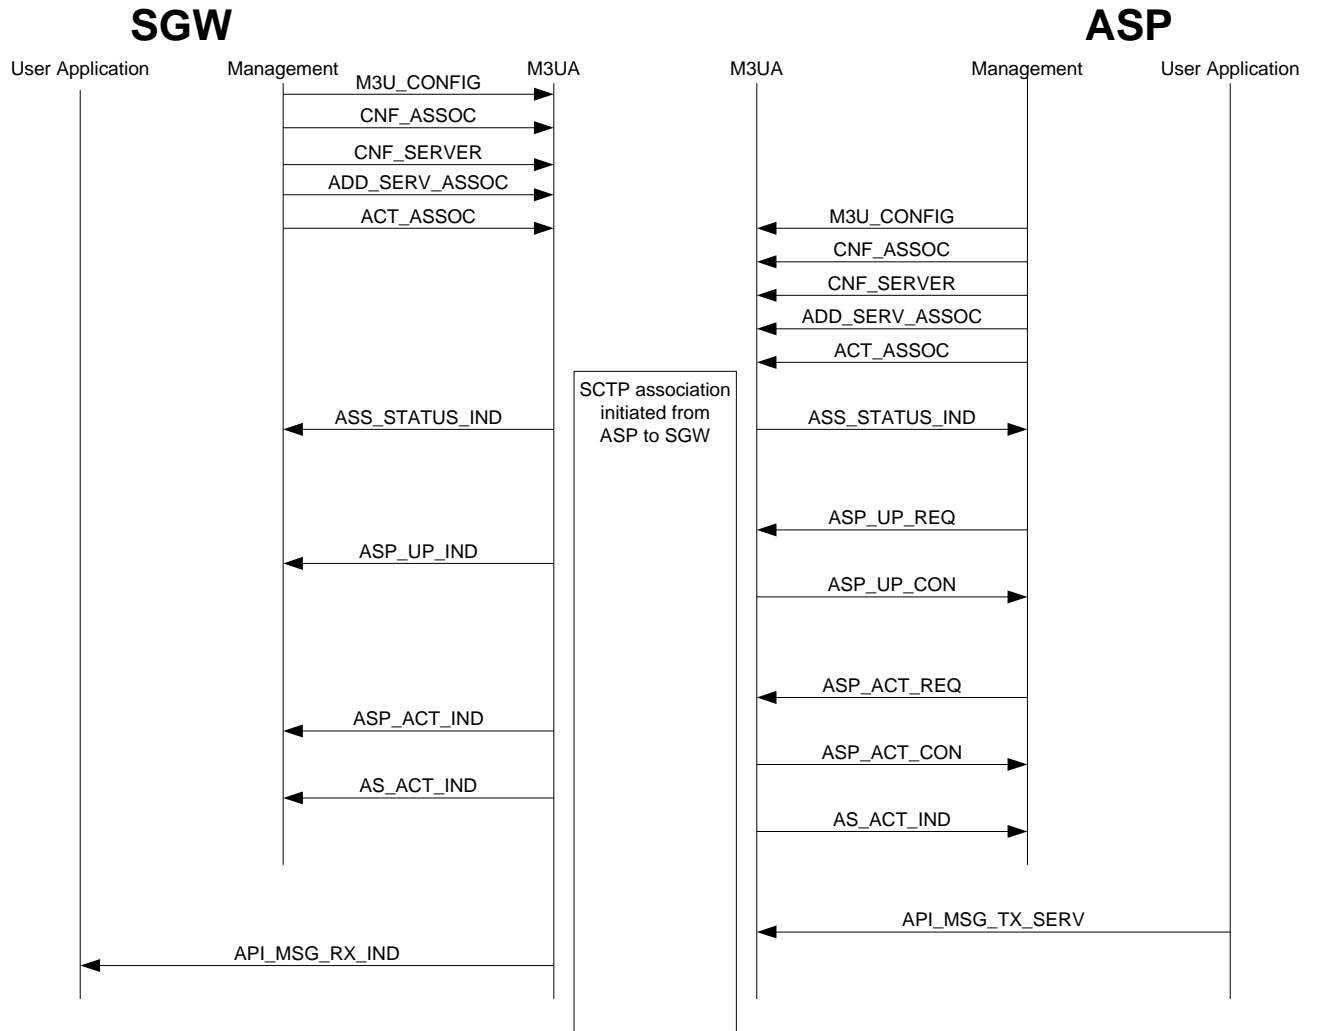 SGW
ASP
User Application
Management
M3UA
M3UA
Management
User Application
M3U_CONFIG
CNF_ASSOC
CNF_SERVER
ADD_SERV_ASSOC
ACT_ASSOC
M3U_CONFIG
CNF_ASSOC
CNF_SERVER
ADD_SERV_ASSOC
ACT_ASSOC
SCTP association
initiated from
ASP to SGW
ASS_STATUS_IND
ASS_STATUS_IND
ASP_UP_REQ
ASP_UP_IND
ASP_UP_CON
ASP_ACT_REQ
ASP_ACT_IND
ASP_ACT_CON
AS_ACT_IND
AS_ACT_IND
API_MSG_TX_SERV
API_MSG_RX_IND